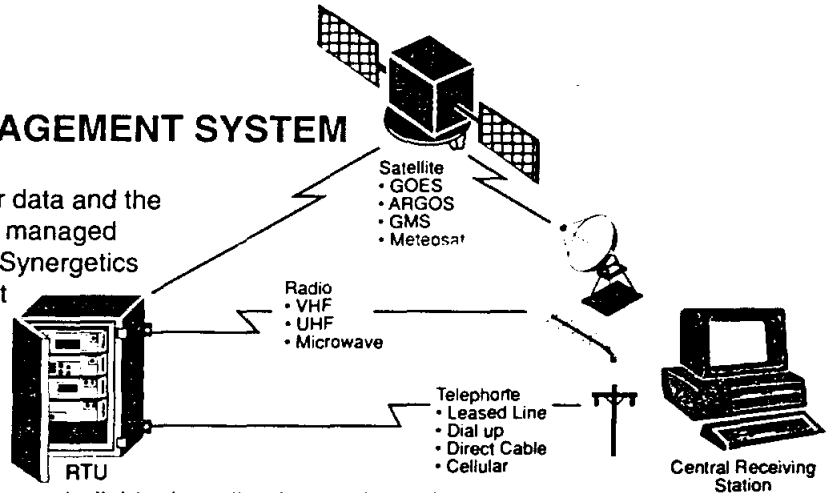 AGEMENT SYSTEM
r data and the
managed
Synergetics
t
Satellite
• GOES
• ARGOS
• GMS
• Meteosat
Radio
• VHF
• UHF
• Microwave
Telephone
• Leased Line
• Dial up
• Direct Cable
• Cellular
RTU
Central Receiving
Station